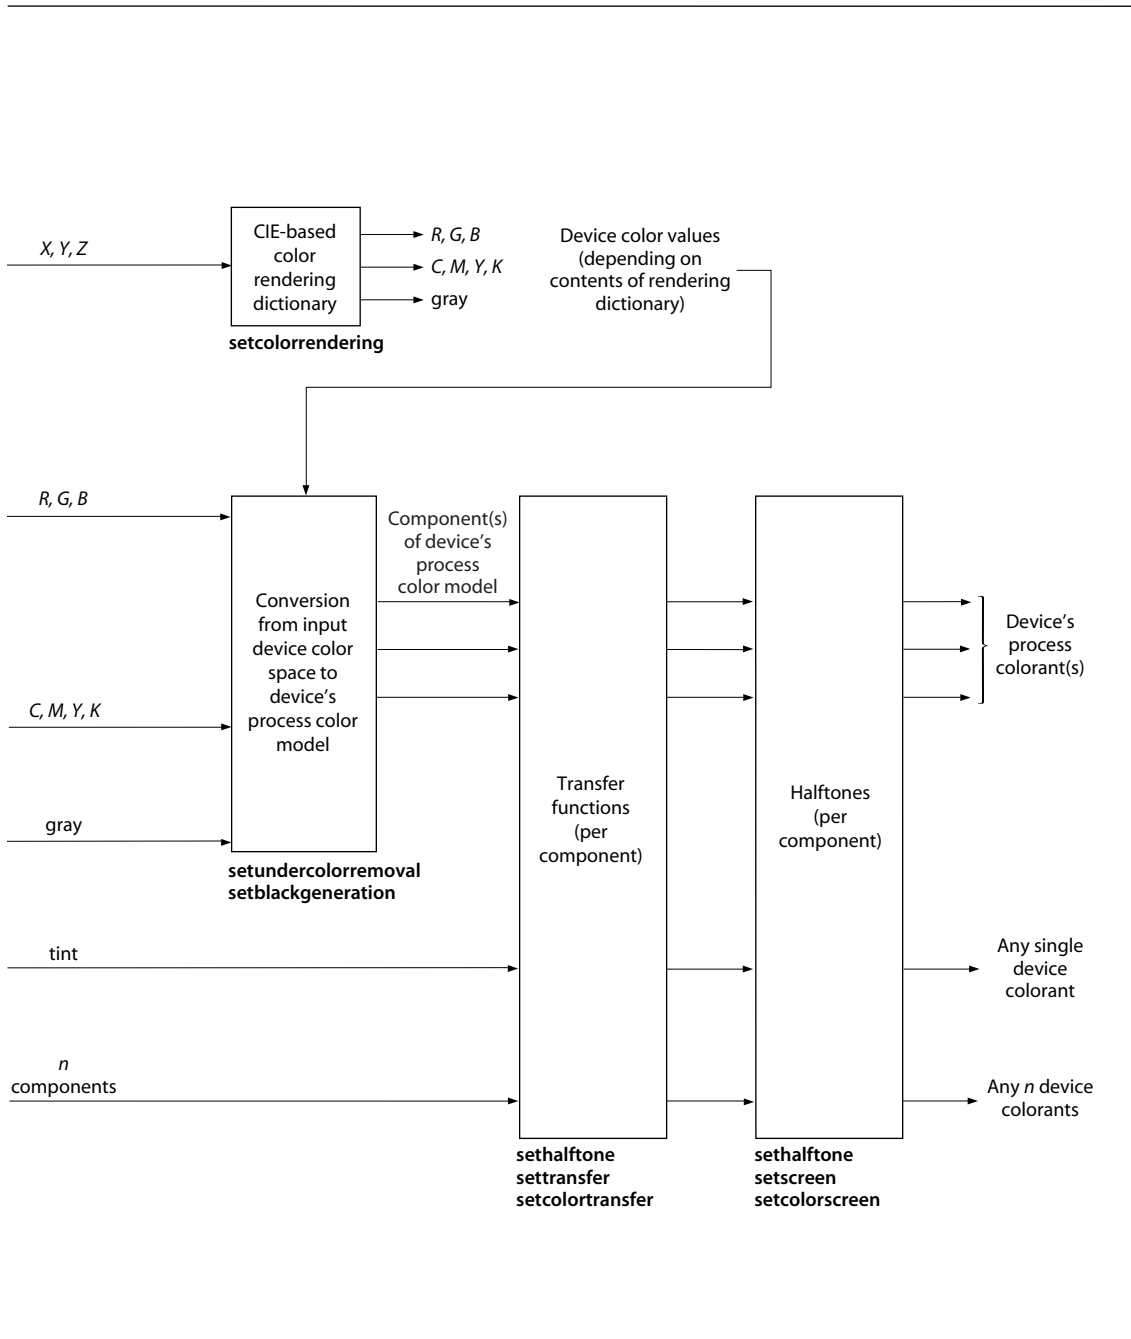 X, Y, Z
CIE-based
color
rendering
dictionary
setcolorrendering
R, G, B
C, M, Y, K
gray
Device color values
(depending on
contents of rendering
dictionary)
R, G, B
C, M, Y, K
gray
Conversion
from input
device color
space to
device’s
process color
model
setundercolorremoval
setblackgeneration
Component(s)
of device’s
process
color model
Transfer
functions
(per
component)
Halftones
(per
component)
Device’s
process
colorant(s)
tint
Any single
device
colorant
n
components
Any n device
colorants
sethalftone
settransfer
setcolortransfer
sethalftone
setscreen
setcolorscreen